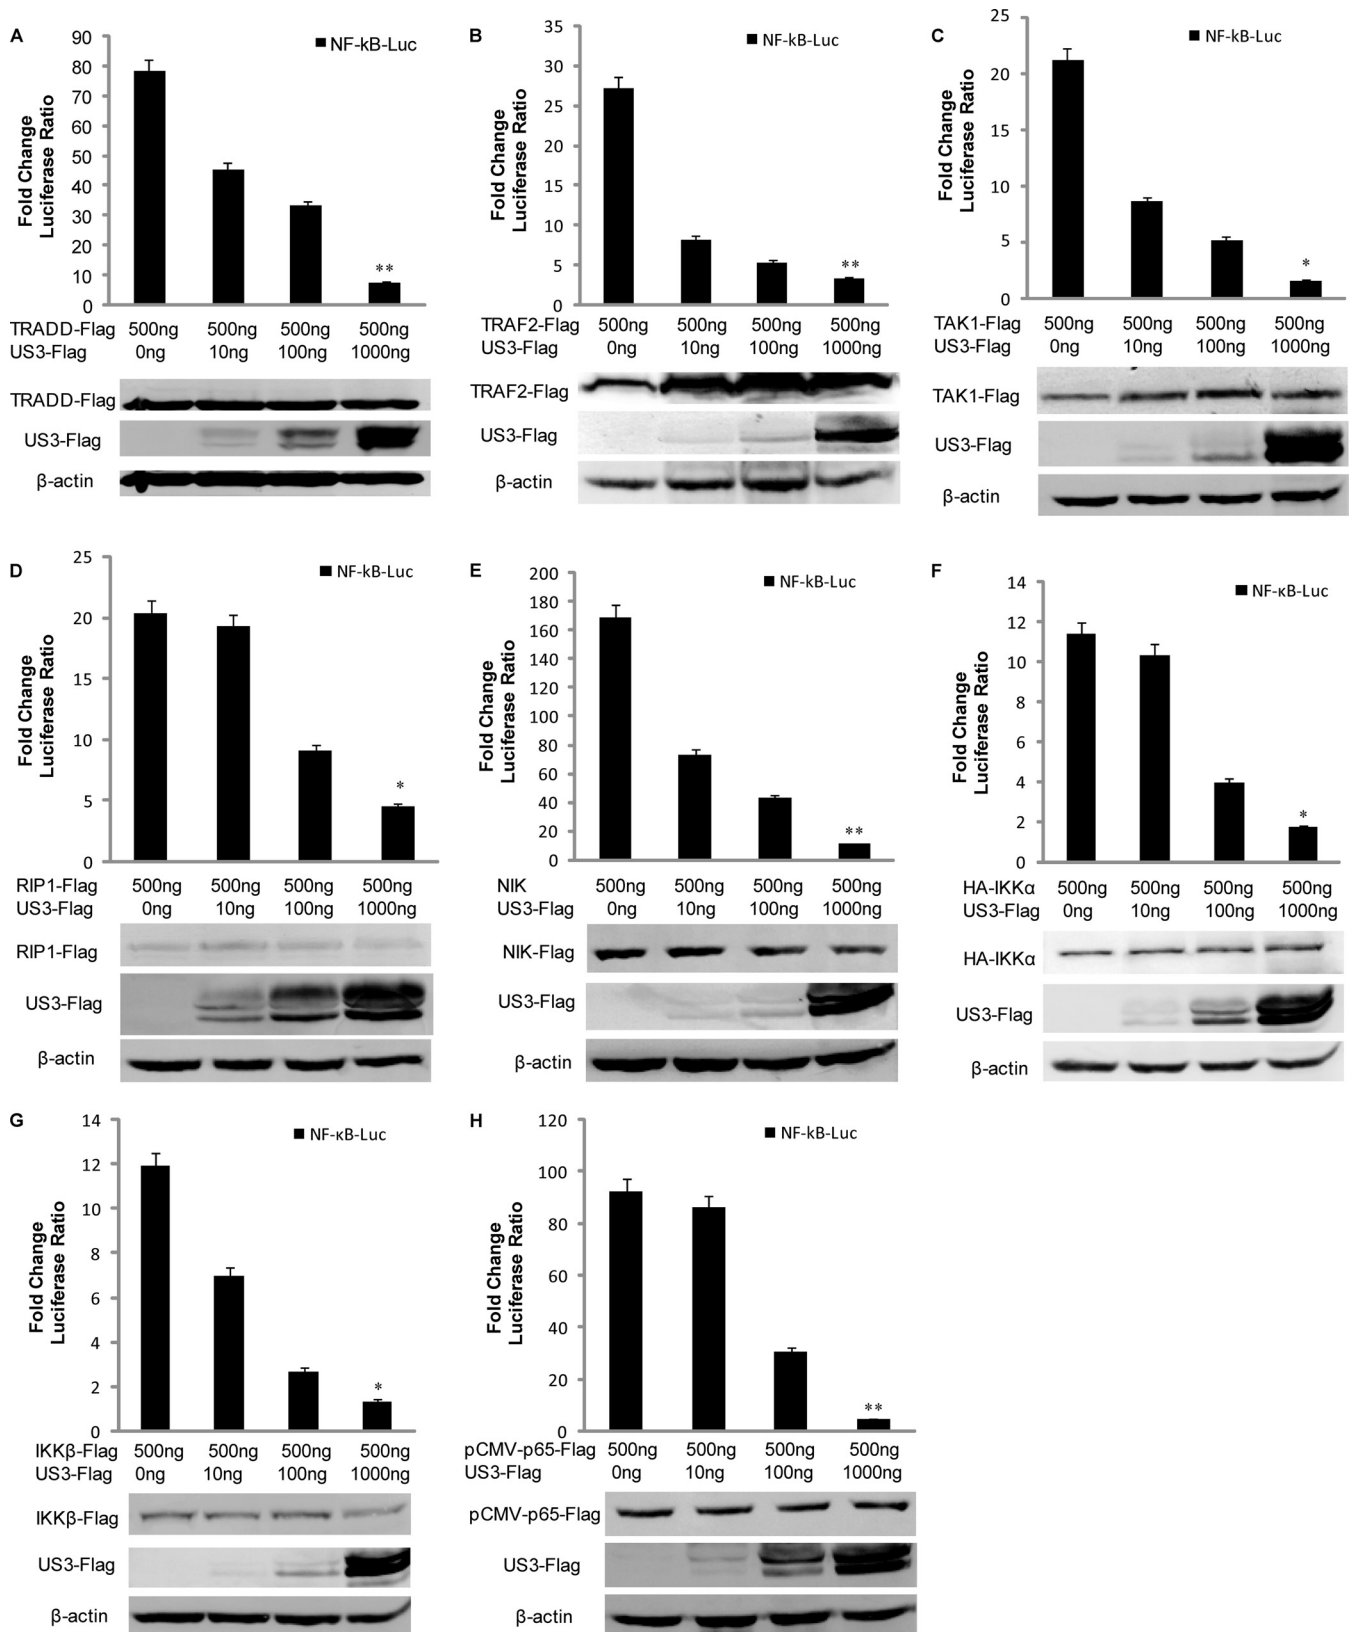 A
NF-kB-Luc
Fold Change
Luciferase Ratio
90
80
70
60
50
40
30
20
10
0
**
TRADD-Flag 500ng 500ng 500ng 500ng
US3-Flag 0ng 10ng 100ng 1000ng
TRADD-Flag
US3-Flag
β-actin
B
NF-kB-Luc
Fold Change
Luciferase Ratio
35
30
25
20
15
10
5
0
**
TRAF2-Flag 500ng 500ng 500ng 500ng
US3-Flag 0ng 10ng 100ng 1000ng
TRAF2-Flag
US3-Flag
β-actin
C
NF-kB-Luc
Fold Change
Luciferase Ratio
25
20
15
10
5
0
*
TAK1-Flag 500ng 500ng 500ng 500ng
US3-Flag 0ng 10ng 100ng 1000ng
TAK1-Flag
US3-Flag
β-actin
D
NF-kB-Luc
Fold Change
Luciferase Ratio
25
20
15
10
5
0
*
RIP1-Flag 500ng 500ng 500ng 500ng
US3-Flag 0ng 10ng 100ng 1000ng
RIP1-Flag
US3-Flag
β-actin
E
NF-kB-Luc
Fold Change
Luciferase Ratio
200
180
160
140
120
100
80
60
40
20
0
**
NIK 500ng 500ng 500ng 500ng
US3-Flag 0ng 10ng 100ng 1000ng
NIK-Flag
US3-Flag
β-actin
F
NF-κB-Luc
Fold Change
Luciferase Ratio
14
12
10
8
6
4
2
0
*
HA-IKKα 500ng 500ng 500ng 500ng
US3-Flag 0ng 10ng 100ng 1000ng
HA-IKKα
US3-Flag
β-actin
G
NF-κB-Luc
Fold Change
Luciferase Ratio
14
12
10
8
6
4
2
0
*
IKKβ-Flag 500ng 500ng 500ng 500ng
US3-Flag 0ng 10ng 100ng 1000ng
IKKβ-Flag
US3-Flag
β-actin
H
NF-kB-Luc
Fold Change
Luciferase Ratio
120
100
80
60
40
20
0
**
pCMV-p65-Flag 500ng 500ng 500ng 500ng
US3-Flag 0ng 10ng 100ng 1000ng
pCMV-p65-Flag
US3-Flag
β-actin